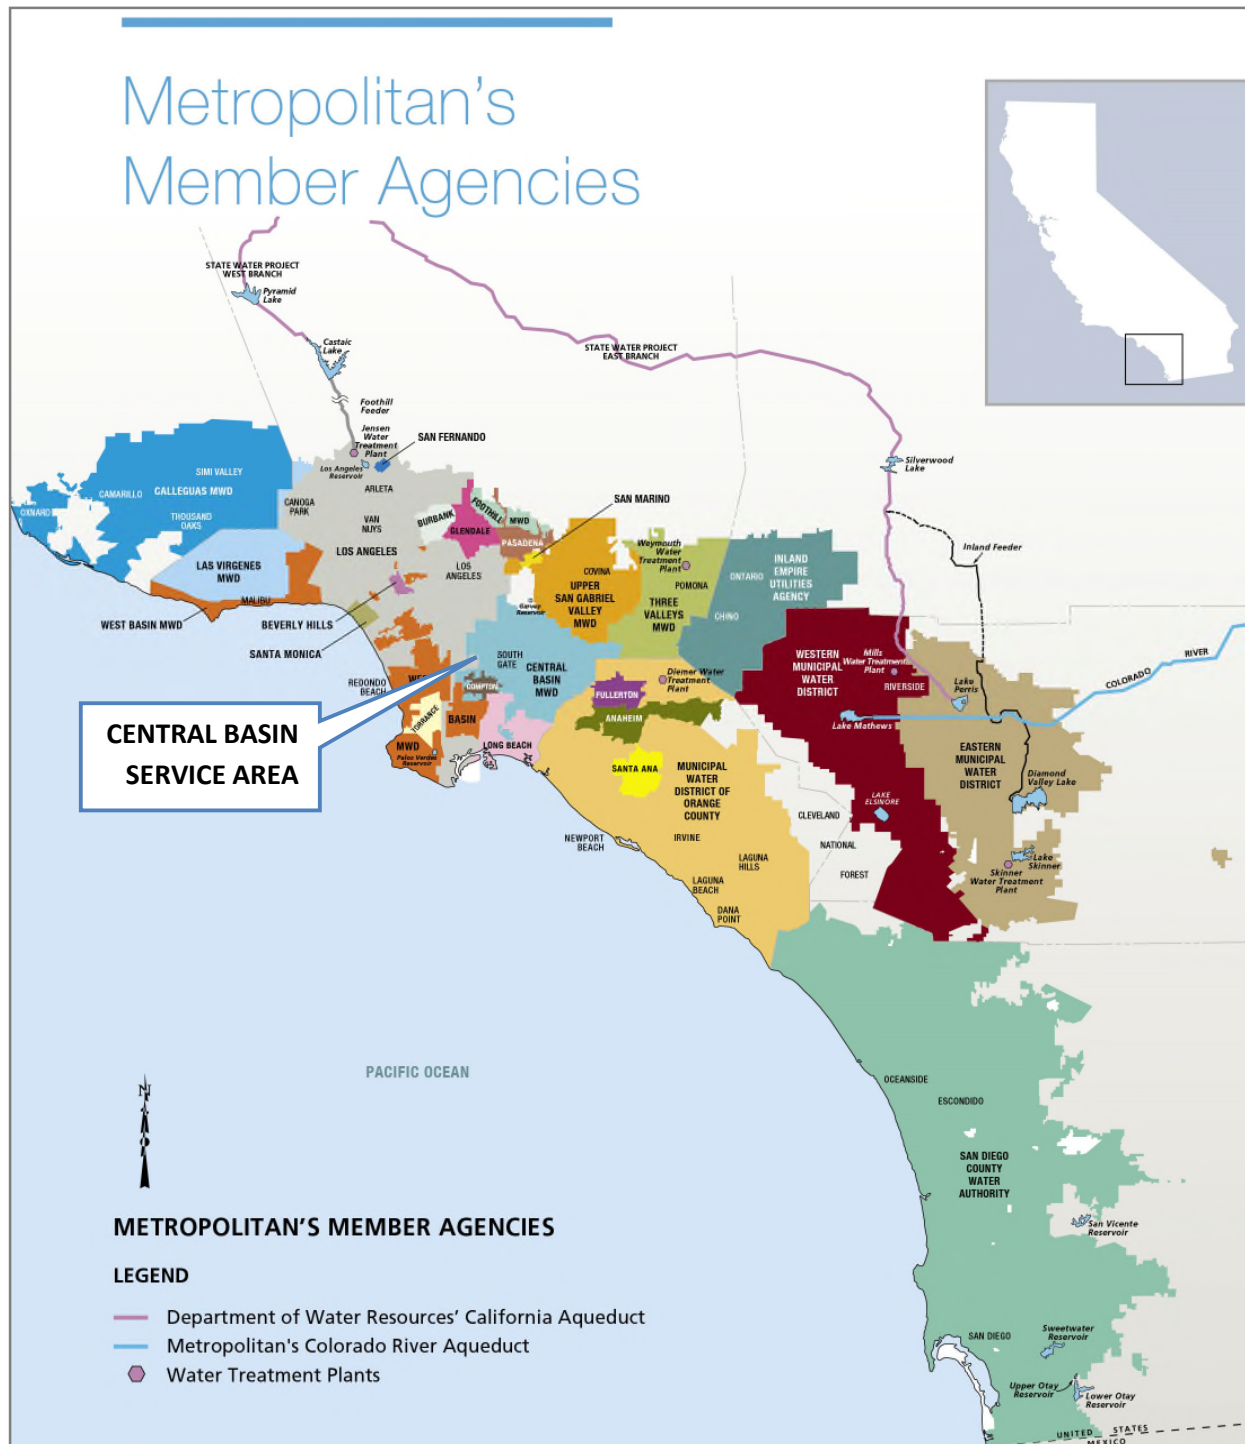 Metropolitan's
Member Agencies
STATE WATER PROJECT
WEST BRANCH
Pyramid
Lake
Castaic
Lake
STATE WATER PROJECT
EAST BRANCH
Foothill
Feeder
Jensen
Water
Treatment
Plant
SAN FERNANDO
Los Angeles
Reservoir
Silverwood
Lake
SIMI VALLEY
CAMARILLO
CALLEGUAS MWD
OXNARD
THOUSAND
OAKS
CANOGA
PARK
ARLETA
VAN
NUYS
LOS ANGELES
BURBANK
GLENDALE
FOOTHILL
MWD
PASADENA
SAN MARINO
LOS
ANGELES
LAS VIRGENES
MWD
MALIBU
WEST BASIN MWD
BEVERLY HILLS
SANTA MONICA
Garvey
Reservoir
COVINA
UPPER
SAN GABRIEL
VALLEY
MWD
Weymouth
Water
Treatment
Plant
POMONA
THREE
VALLEYS
MWD
ONTARIO
INLAND
EMPIRE
UTILITIES
AGENCY
CHINO
Inland Feeder
REDONDO
BEACH
SOUTH
GATE
CENTRAL
BASIN
MWD
COMPTON
WES
BASIN
TORRANCE
MWD
Palos Verdes
Reservoir
LONG BEACH
CENTRAL BASIN
SERVICE AREA
FULLERTON
Diemer Water
Treatment
Plant
ANAHEIM
SANTA ANA
MUNICIPAL
WATER
DISTRICT OF
ORANGE
COUNTY
WESTERN
MUNICIPAL
WATER
DISTRICT
Mills
Water Treatment
Plant
RIVERSIDE
Lake
Perris
Lake Mathews
COLORADO
RIVER
EASTERN
MUNICIPAL
WATER
DISTRICT
Diamond
Valley Lake
LAKE
ELSINORE
CLEVELAND
NATIONAL
FOREST
Lake
Skinner
Skinner
Water Treatment
Plant
NEWPORT
BEACH
IRVINE
LAGUNA
HILLS
LAGUNA
BEACH
DANA
POINT
PACIFIC OCEAN
OCEANSIDE
ESCONDIDO
SAN DIEGO
COUNTY
WATER
AUTHORITY
San Vicente
Reservoir
SAN DIEGO
Sweetwater
Reservoir
Upper Otay
Reservoir
Lower Otay
Reservoir
UNITED STATES
MEXICO
N
METROPOLITAN'S MEMBER AGENCIES
LEGEND
Department of Water Resources' California Aqueduct
Metropolitan's Colorado River Aqueduct
Water Treatment Plants